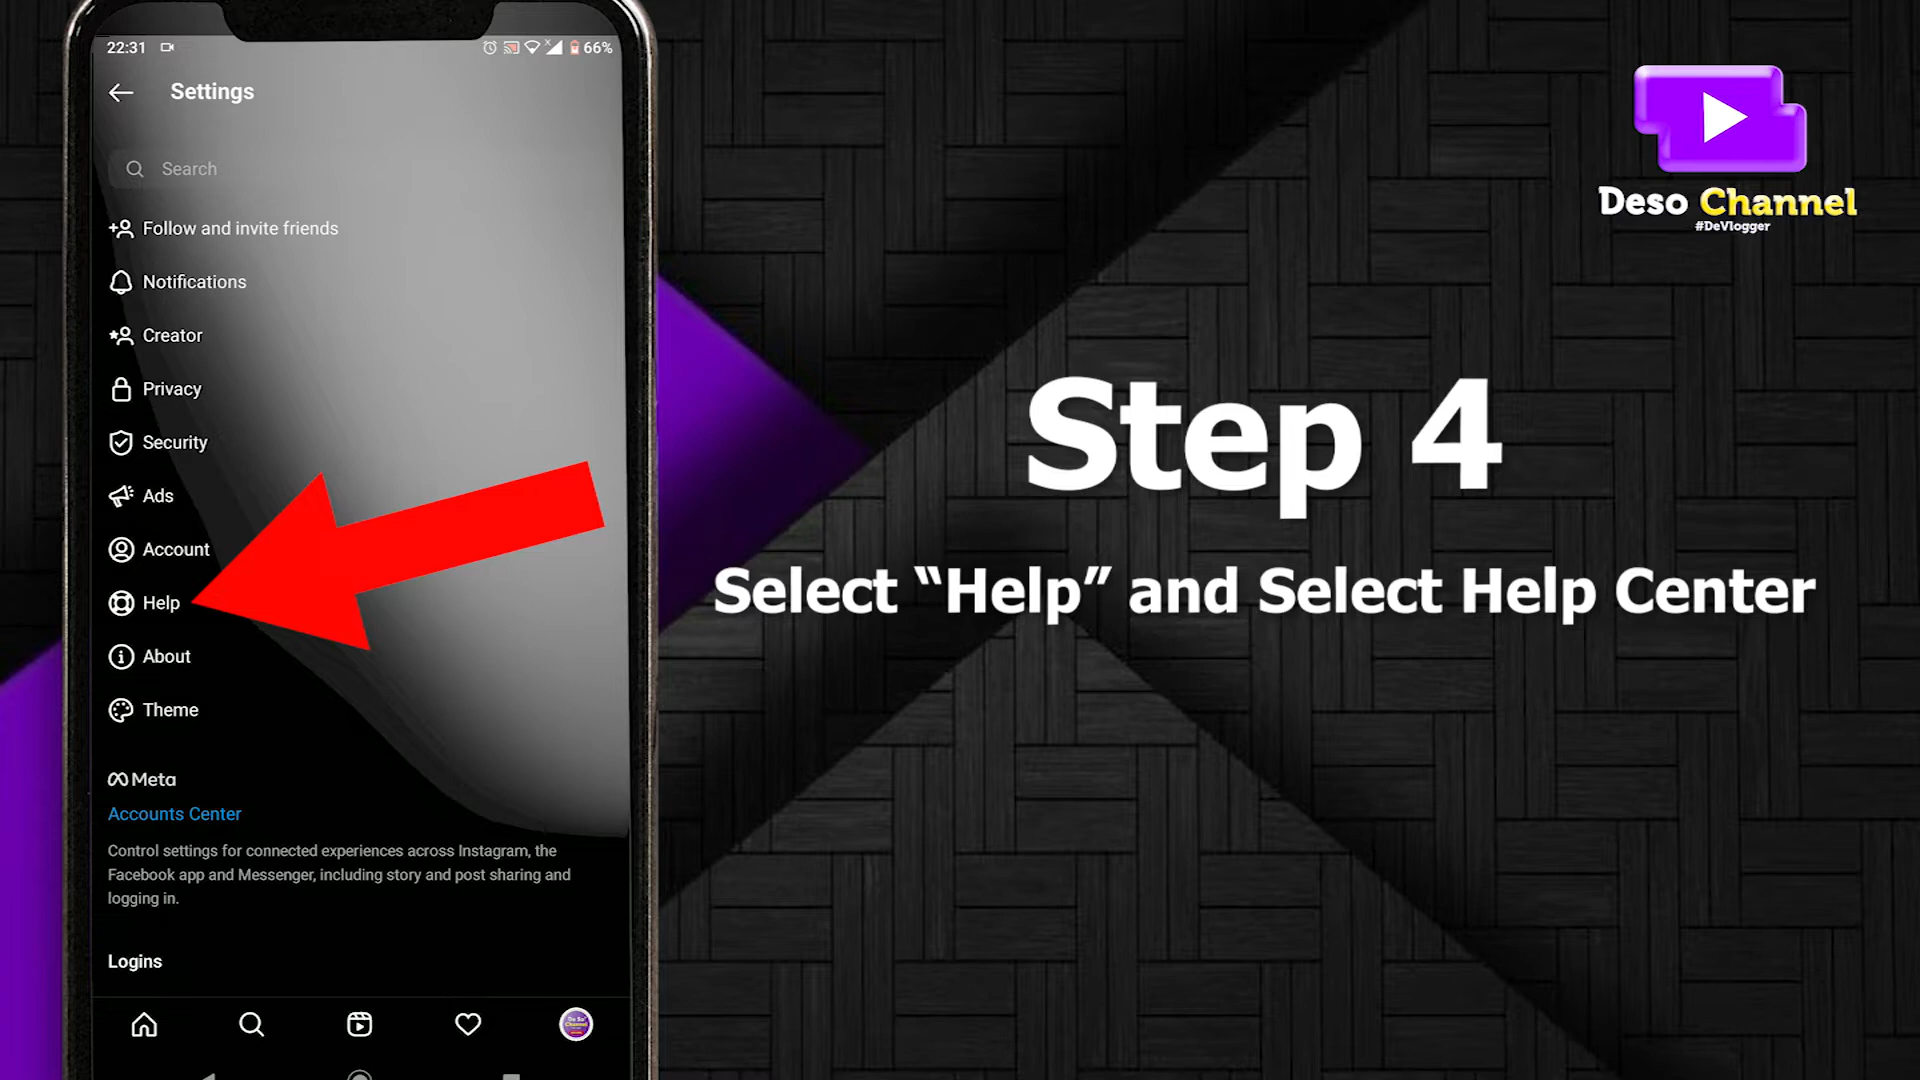 22:31
66%
Settings
Search
Follow and invite friends
Notifications
Creator
Privacy
Security
Ads
Account
Help
About
Theme
Meta
Accounts Center
Control settings for connected experiences across Instagram, the
Facebook app and Messenger, including story and post sharing and
logging in.
Logins
Deso Channel
#DeVlogger
Step 4
Select “Help” and Select Help Center